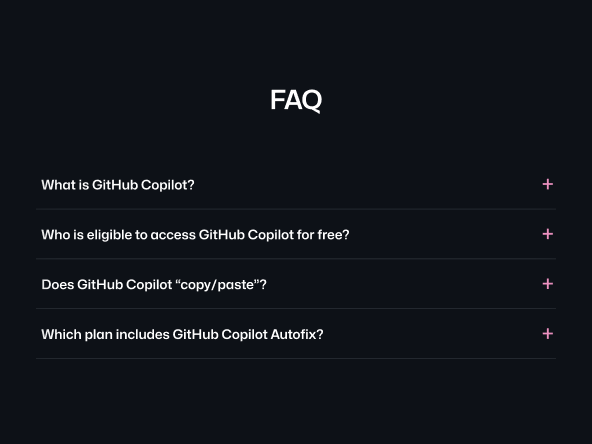 FAQ
What is GitHub Copilot?
Who is eligible to access GitHub Copilot for free?
Does GitHub Copilot “copy/paste”?
Which plan includes GitHub Copilot Autofix?